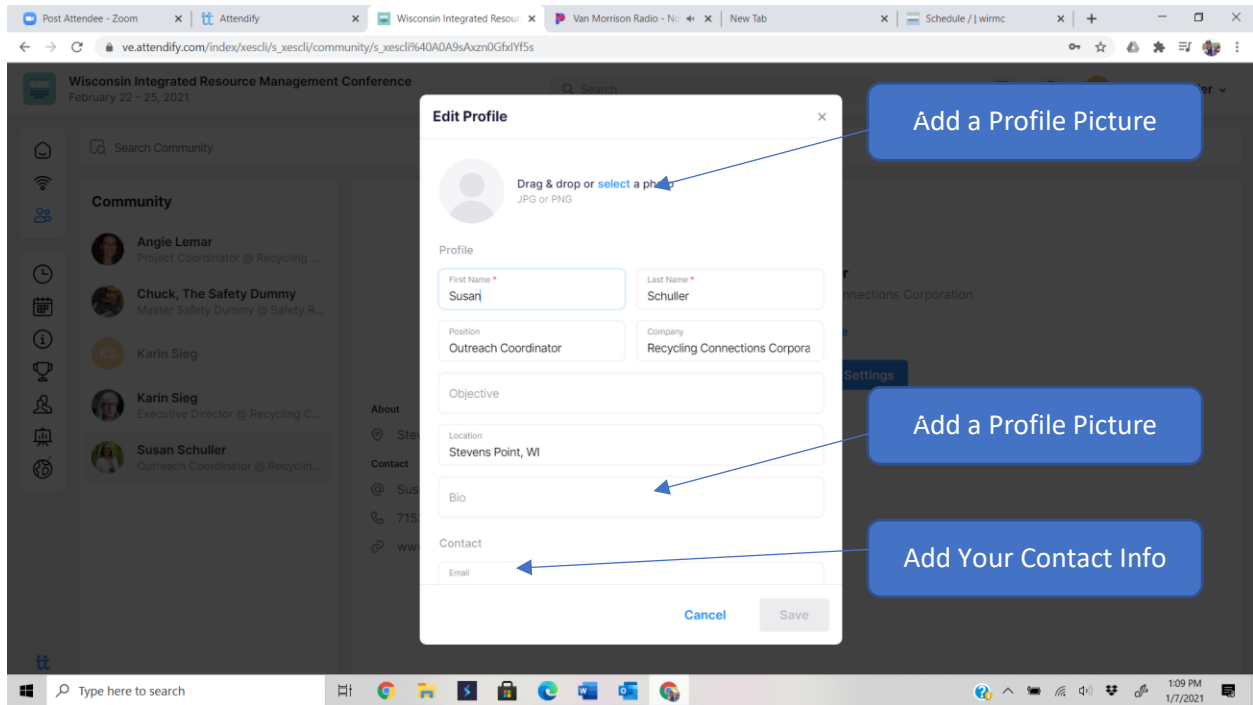 Post Attendee - Zoom
Attendify
Wisconsin Integrated Resour
Van Morrison Radio - No
New Tab
Schedule / | wirmc
ve.attendify.com/index/xescli/s_xescli/community/s_xescli%40A0A9sAxzn0GfxlYf5s
Wisconsin Integrated Resource Management Conference
Search
er
February 22 - 25, 2021
Edit Profile
Add a Profile Picture
Search Community
Drag & drop or select a photo
JPG or PNG
Community
Angie Lemar
Project Coordinator @ Recycling ...
Profile
First Name *
Susan
Last Name *
Schuller
r
nnections Corporation
Chuck, The Safety Dummy
Master Safety Dummy @ Safety R...
Position
Outreach Coordinator
Company
Recycling Connections Corpora
KS
Karin Sieg
Settings
Objective
Karin Sieg
Executive Director @ Recycling C...
About
Stev
Location
Stevens Point, WI
Add a Profile Picture
Susan Schuller
Outreach Coordinator @ Recyclin...
Contact
Sus
Bio
715
www
Contact
Email
Add Your Contact Info
Cancel
Save
tt
Type here to search
1:09 PM
1/7/2021